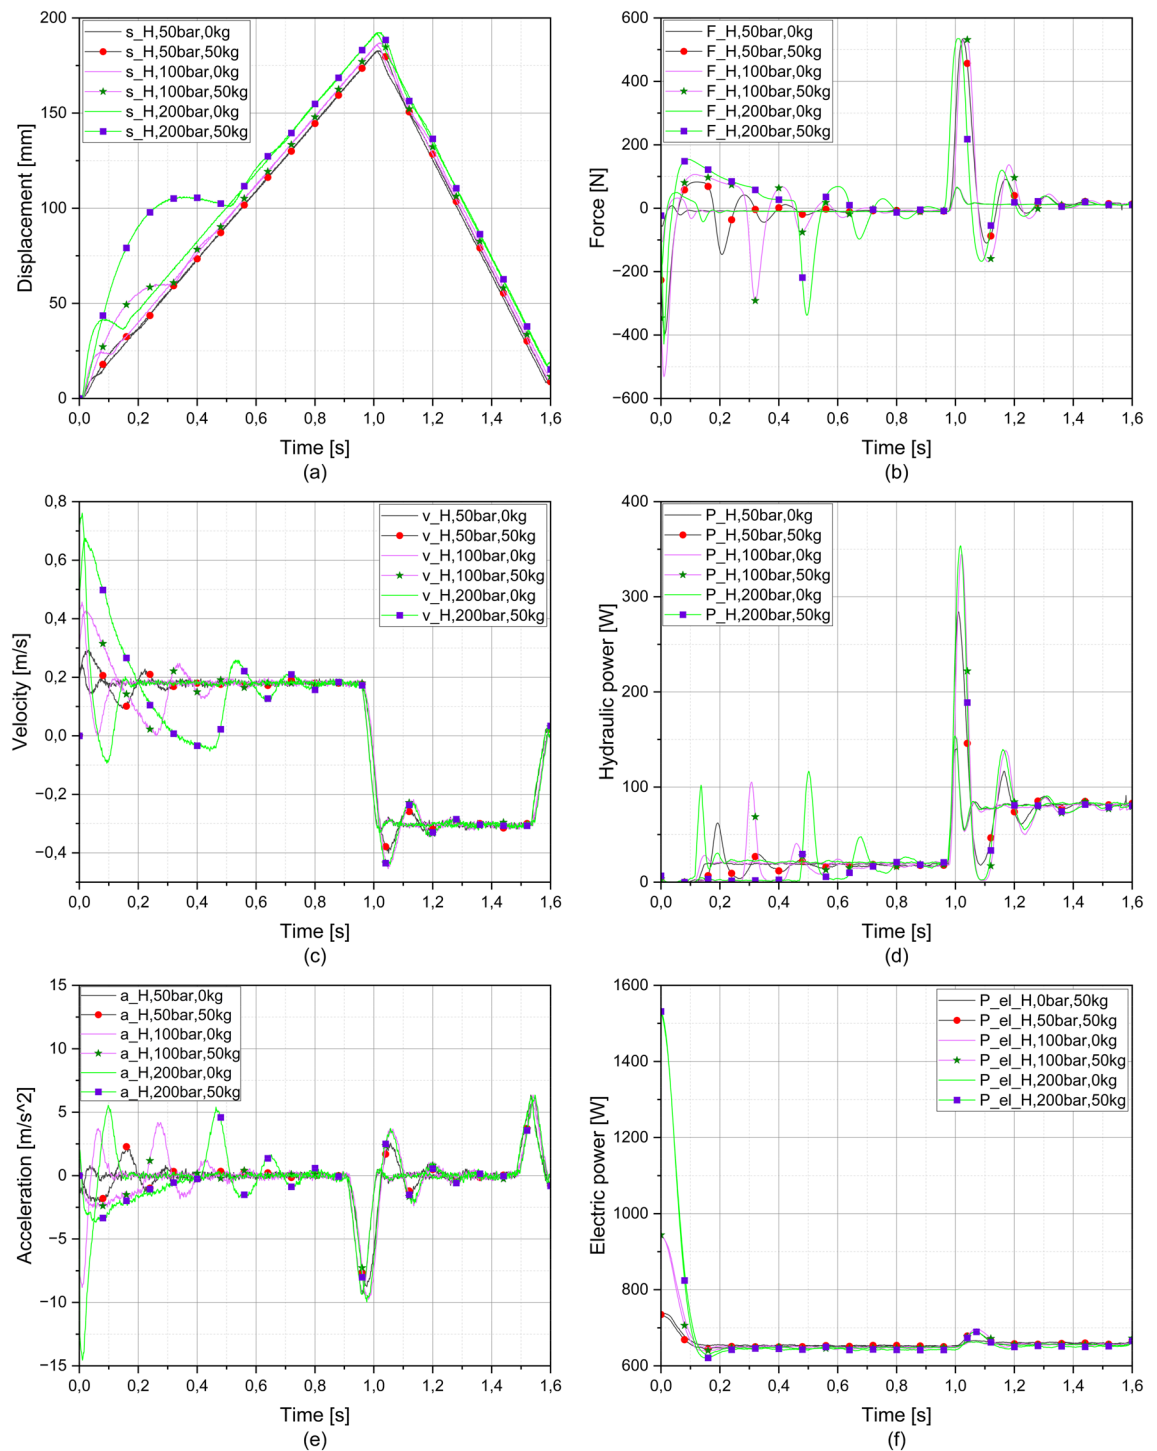 200
150
100
50
0
Displacement [mm]
s_H,50bar,0kg
s_H,50bar,50kg
s_H,100bar,0kg
s_H,100bar,50kg
s_H,200bar,0kg
s_H,200bar,50kg
0,0 0,2 0,4 0,6 0,8 1,0 1,2 1,4 1,6
Time [s]
(a)
600
400
200
0
−200
−400
−600
Force [N]
F_H,50bar,0kg
F_H,50bar,50kg
F_H,100bar,0kg
F_H,100bar,50kg
F_H,200bar,0kg
F_H,200bar,50kg
0,0 0,2 0,4 0,6 0,8 1,0 1,2 1,4 1,6
Time [s]
(b)
0,8
0,6
0,4
0,2
0,0
−0,2
−0,4
Velocity [m/s]
v_H,50bar,0kg
v_H,50bar,50kg
v_H,100bar,0kg
v_H,100bar,50kg
v_H,200bar,0kg
v_H,200bar,50kg
0,0 0,2 0,4 0,6 0,8 1,0 1,2 1,4 1,6
Time [s]
(c)
400
300
200
100
0
Hydraulic power [W]
P_H,50bar,0kg
P_H,50bar,50kg
P_H,100bar,0kg
P_H,100bar,50kg
P_H,200bar,0kg
P_H,200bar,50kg
0,0 0,2 0,4 0,6 0,8 1,0 1,2 1,4 1,6
Time [s]
(d)
15
10
5
0
−5
−10
−15
Acceleration [m/s^2]
a_H,50bar,0kg
a_H,50bar,50kg
a_H,100bar,0kg
a_H,100bar,50kg
a_H,200bar,0kg
a_H,200bar,50kg
0,0 0,2 0,4 0,6 0,8 1,0 1,2 1,4 1,6
Time [s]
(e)
1600
1400
1200
1000
800
600
Electric power [W]
P_el_H,0bar,50kg
P_el_H,50bar,50kg
P_el_H,100bar,0kg
P_el_H,100bar,50kg
P_el_H,200bar,0kg
P_el_H,200bar,50kg
0,0 0,2 0,4 0,6 0,8 1,0 1,2 1,4 1,6
Time [s]
(f)